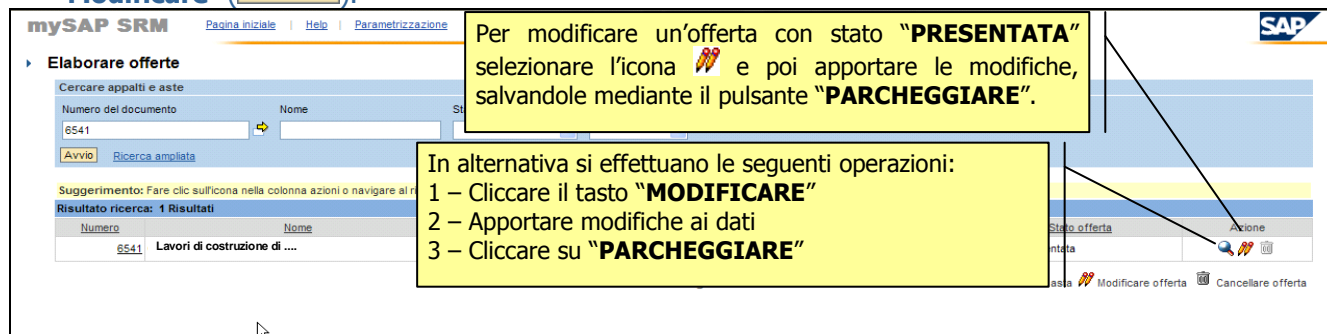 "Modificare" (
).
mySAP SRM Pagina iniziale | Help | Parametrizzazione
SAP
Per modificare un'offerta con stato "PRESENTATA"
selezionare l'icona e poi apportare le modifiche,
salvandole mediante il pulsante "PARCHEGGIARE".
Elaborare offerte
Cercare appalti e aste
Numero del documento Nome St
6541
Avvio Ricerca ampliata
In alternativa si effettuano le seguenti operazioni:
1 – Cliccare il tasto "MODIFICARE"
2 – Apportare modifiche ai dati
3 – Cliccare su "PARCHEGGIARE"
Suggerimento: Fare clic sull'icona nella colonna azioni o navigare al ri
Risultato ricerca: 1 Risultati
Numero Nome Stato offerta Azione
6541 Lavori di costruzione di .... entata
asta Modificare offerta Cancellare offerta